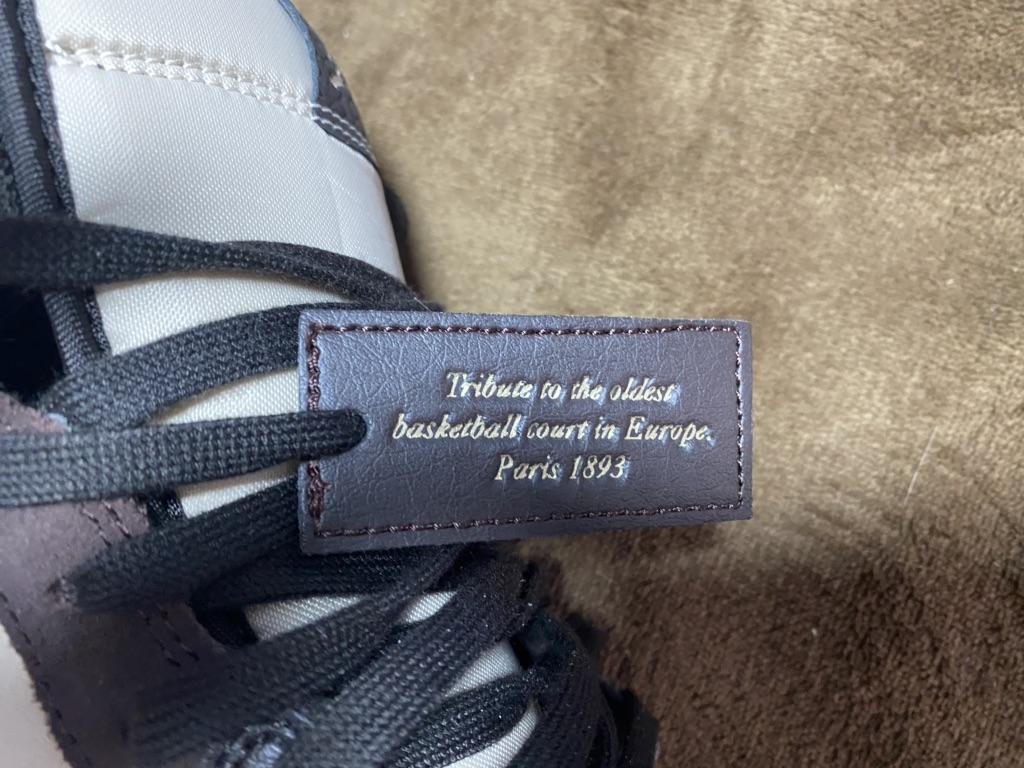 Tribute to the oldest
basketball court in Europe.
Paris 1893